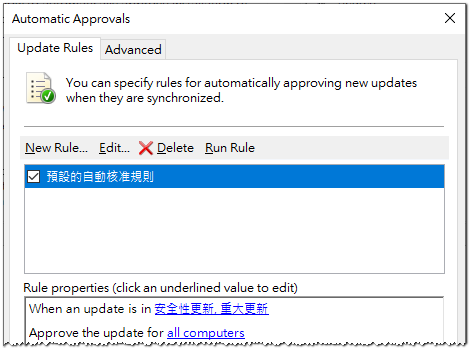 Automatic Approvals
Update Rules
Advanced
You can specify rules for automatically approving new updates
when they are synchronized.
New Rule... Edit... Delete Run Rule
預設的自動核准規則
Rule properties (click an underlined value to edit)
When an update is in 安全性更新, 重大更新
Approve the update for all computers